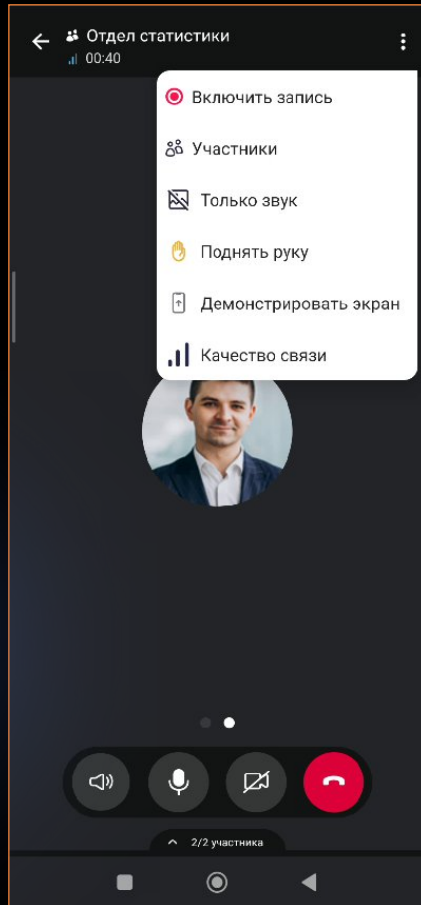 Отдел статистики
00:40
Включить запись
Участники
Только звук
Поднять руку
Демонстрировать экран
Качество связи
2/2 участника